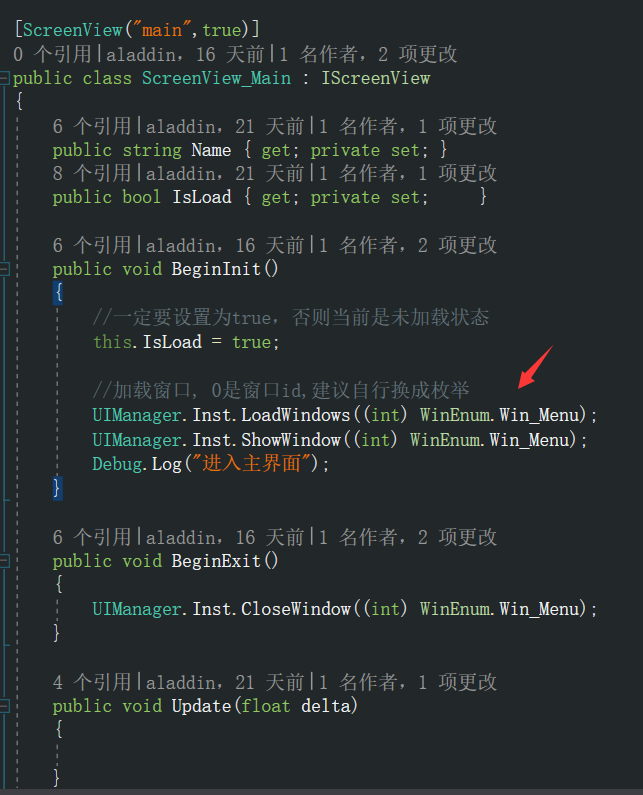 [ScreenView("main",true)]
0 个引用|aladdin，16 天前|1 名作者，2 项更改
public class ScreenView_Main : IScreenView
{
6 个引用|aladdin，21 天前|1 名作者，1 项更改
public string Name { get; private set; }
8 个引用|aladdin，21 天前|1 名作者，1 项更改
public bool IsLoad { get; private set;     }
6 个引用|aladdin，16 天前|1 名作者，2 项更改
public void BeginInit()
{
//一定要设置为true，否则当前是未加载状态
this.IsLoad = true;
//加载窗口, 0是窗口id,建议自行换成枚举
UIManager.Inst.LoadWindows((int) WinEnum.Win_Menu);
UIManager.Inst.ShowWindow((int) WinEnum.Win_Menu);
Debug.Log("进入主界面");
}
6 个引用|aladdin，16 天前|1 名作者，2 项更改
public void BeginExit()
{
UIManager.Inst.CloseWindow((int) WinEnum.Win_Menu);
}
4 个引用|aladdin，21 天前|1 名作者，1 项更改
public void Update(float delta)
{
}